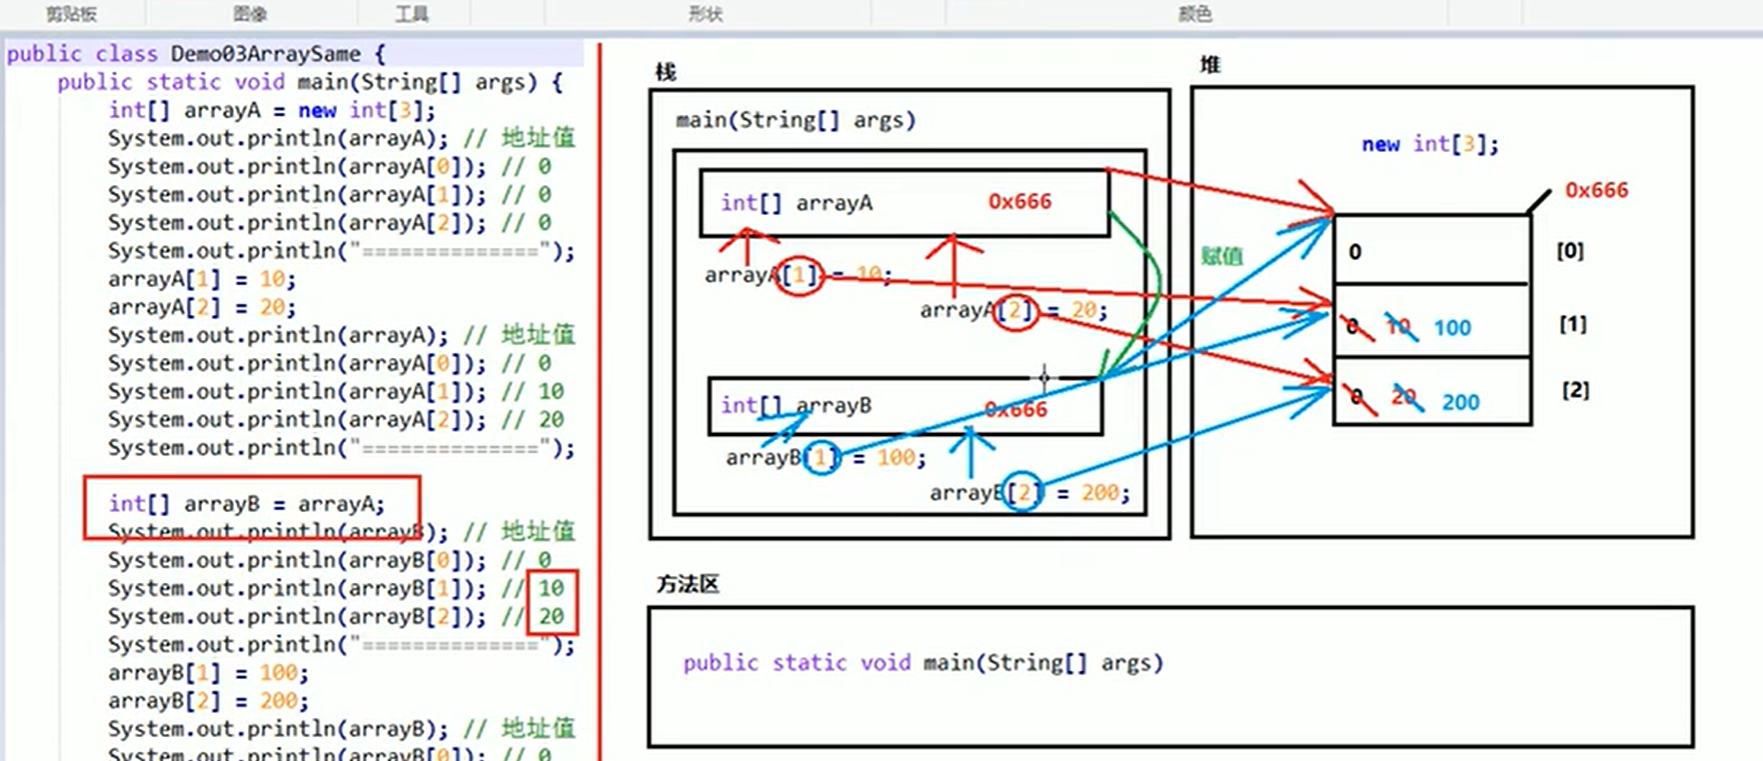 剪贴板 图像 工具 形状 颜色
public class Demo03ArraySame {
public static void main(String[] args) {
int[] arrayA = new int[3];
System.out.println(arrayA); // 地址值
System.out.println(arrayA[0]); // 0
System.out.println(arrayA[1]); // 0
System.out.println(arrayA[2]); // 0
System.out.println("==============");
arrayA[1] = 10;
arrayA[2] = 20;
System.out.println(arrayA); // 地址值
System.out.println(arrayA[0]); // 0
System.out.println(arrayA[1]); // 10
System.out.println(arrayA[2]); // 20
System.out.println("==============");
int[] arrayB = arrayA;
System.out.println(arrayB); // 地址值
System.out.println(arrayB[0]); // 0
System.out.println(arrayB[1]); // 10
System.out.println(arrayB[2]); // 20
System.out.println("==============");
arrayB[1] = 100;
arrayB[2] = 200;
System.out.println(arrayB); // 地址值
System.out.println(arrayB[0]); // 0
栈
main(String[] args)
int[] arrayA 0x666
arrayA[1] = 10;
arrayA[2] = 20;
int[] arrayB 0x666
arrayB[1] = 100;
arrayB[2] = 200;
赋值
堆
new int[3];
0x666
0 [0]
0 10 100 [1]
0 20 200 [2]
方法区
public static void main(String[] args)